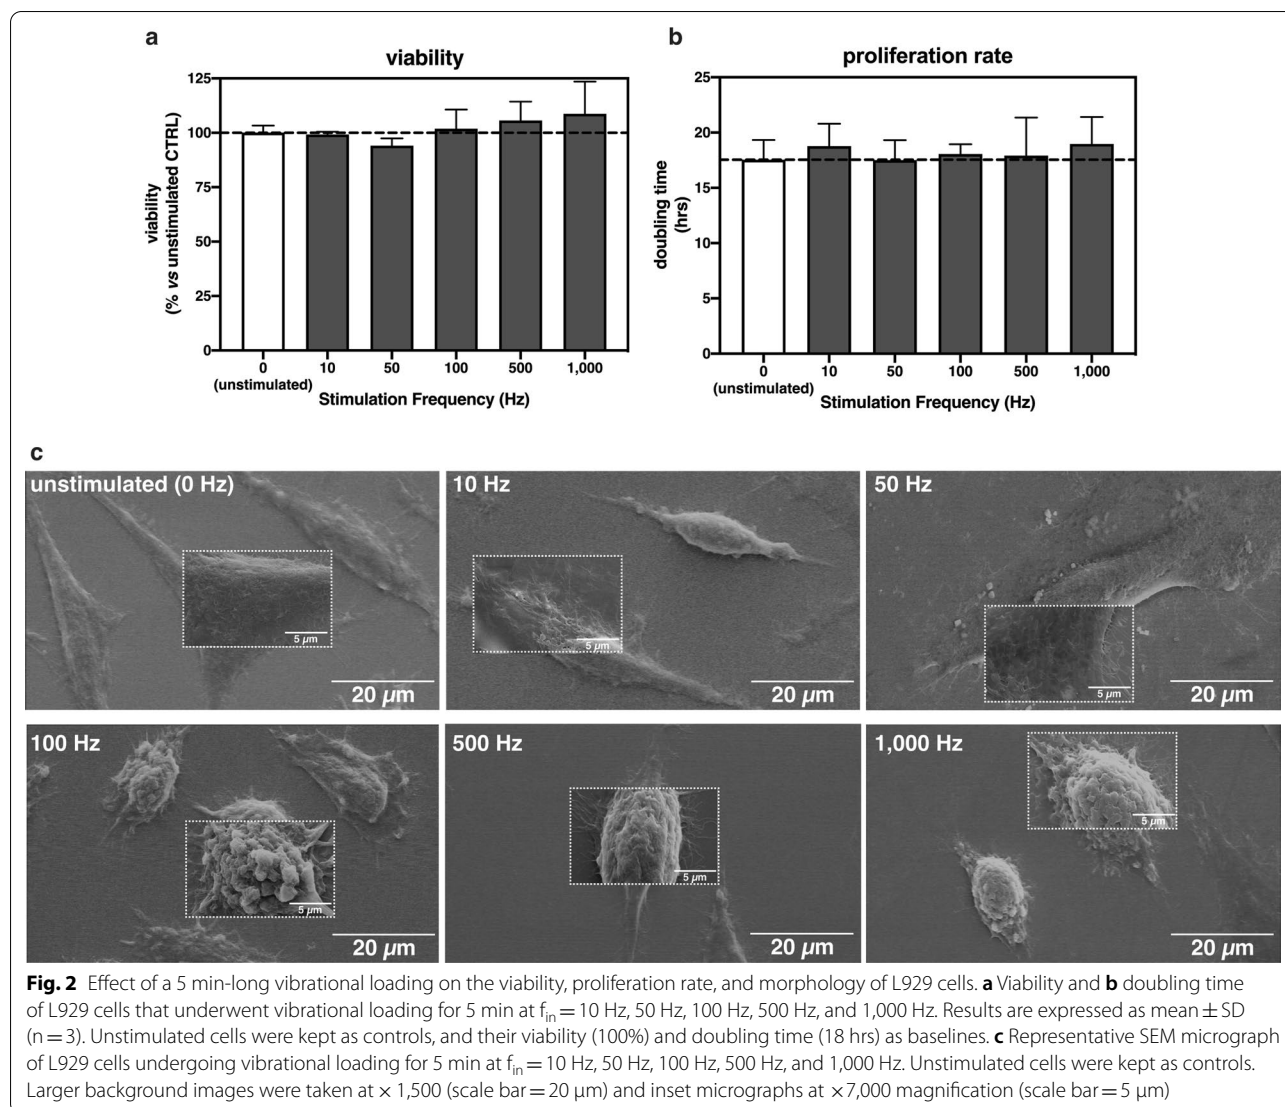 a
viability
125
100
75
50
25
0
viability
(% vs unstimulated CTRL)
0
(unstimulated)
10
50
100
500
1,000
Stimulation Frequency (Hz)
b
proliferation rate
25
20
15
10
5
0
doubling time
(hrs)
0
(unstimulated)
10
50
100
500
1,000
Stimulation Frequency (Hz)
c
unstimulated (0 Hz)
5 µm
20 µm
10 Hz
5 µm
20 µm
50 Hz
5 µm
20 µm
100 Hz
5 µm
20 µm
500 Hz
5 µm
20 µm
1,000 Hz
5 µm
20 µm
Fig. 2 Effect of a 5 min-long vibrational loading on the viability, proliferation rate, and morphology of L929 cells. a Viability and b doubling time
of L929 cells that underwent vibrational loading for 5 min at fin = 10 Hz, 50 Hz, 100 Hz, 500 Hz, and 1,000 Hz. Results are expressed as mean ± SD
(n = 3). Unstimulated cells were kept as controls, and their viability (100%) and doubling time (18 hrs) as baselines. c Representative SEM micrograph
of L929 cells undergoing vibrational loading for 5 min at fin = 10 Hz, 50 Hz, 100 Hz, 500 Hz, and 1,000 Hz. Unstimulated cells were kept as controls.
Larger background images were taken at × 1,500 (scale bar = 20 µm) and inset micrographs at ×7,000 magnification (scale bar = 5 µm)